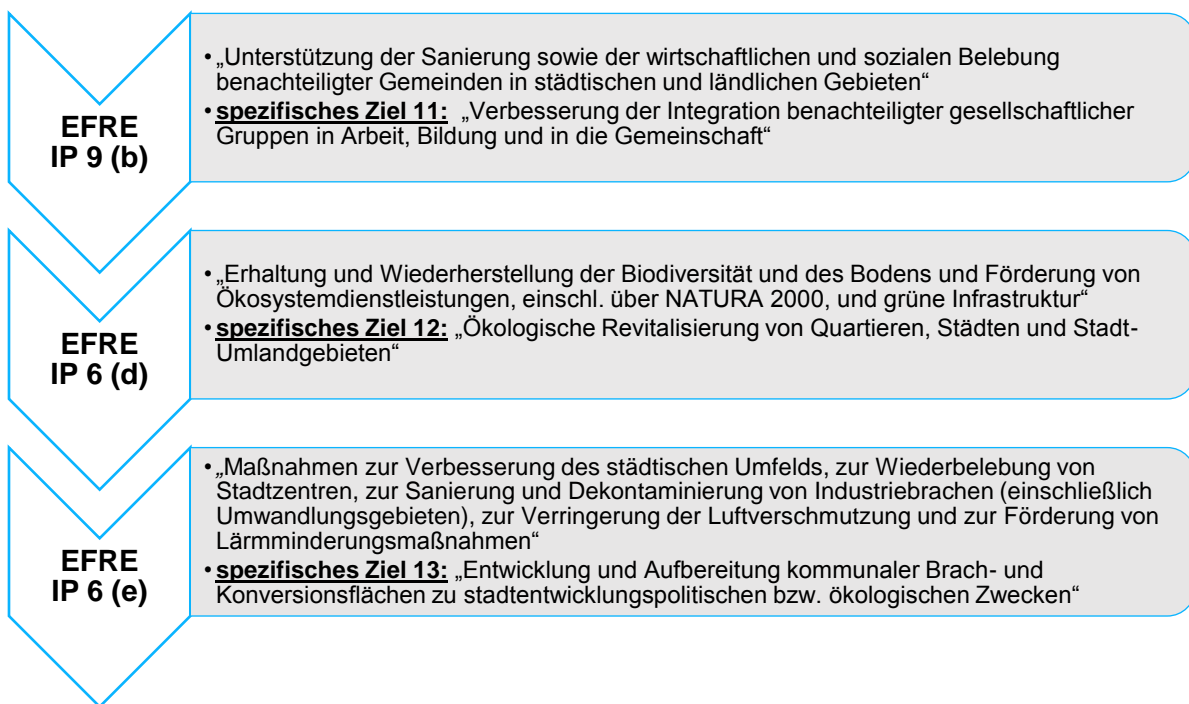 EFRE
IP 9 (b)
• „Unterstützung der Sanierung sowie der wirtschaftlichen und sozialen Belebung
benachteiligter Gemeinden in städtischen und ländlichen Gebieten“
• spezifisches Ziel 11: „Verbesserung der Integration benachteiligter gesellschaftlicher
Gruppen in Arbeit, Bildung und in die Gemeinschaft“
EFRE
IP 6 (d)
• „Erhaltung und Wiederherstellung der Biodiversität und des Bodens und Förderung von
Ökosystemdienstleistungen, einschl. über NATURA 2000, und grüne Infrastruktur“
• spezifisches Ziel 12: „Ökologische Revitalisierung von Quartieren, Städten und Stadt-
Umlandgebieten“
EFRE
IP 6 (e)
• „Maßnahmen zur Verbesserung des städtischen Umfelds, zur Wiederbelebung von
Stadtzentren, zur Sanierung und Dekontaminierung von Industriebrachen (einschließlich
Umwandlungsgebieten), zur Verringerung der Luftverschmutzung und zur Förderung von
Lärmminderungsmaßnahmen“
• spezifisches Ziel 13: „Entwicklung und Aufbereitung kommunaler Brach- und
Konversionsflächen zu stadtentwicklungspolitischen bzw. ökologischen Zwecken“